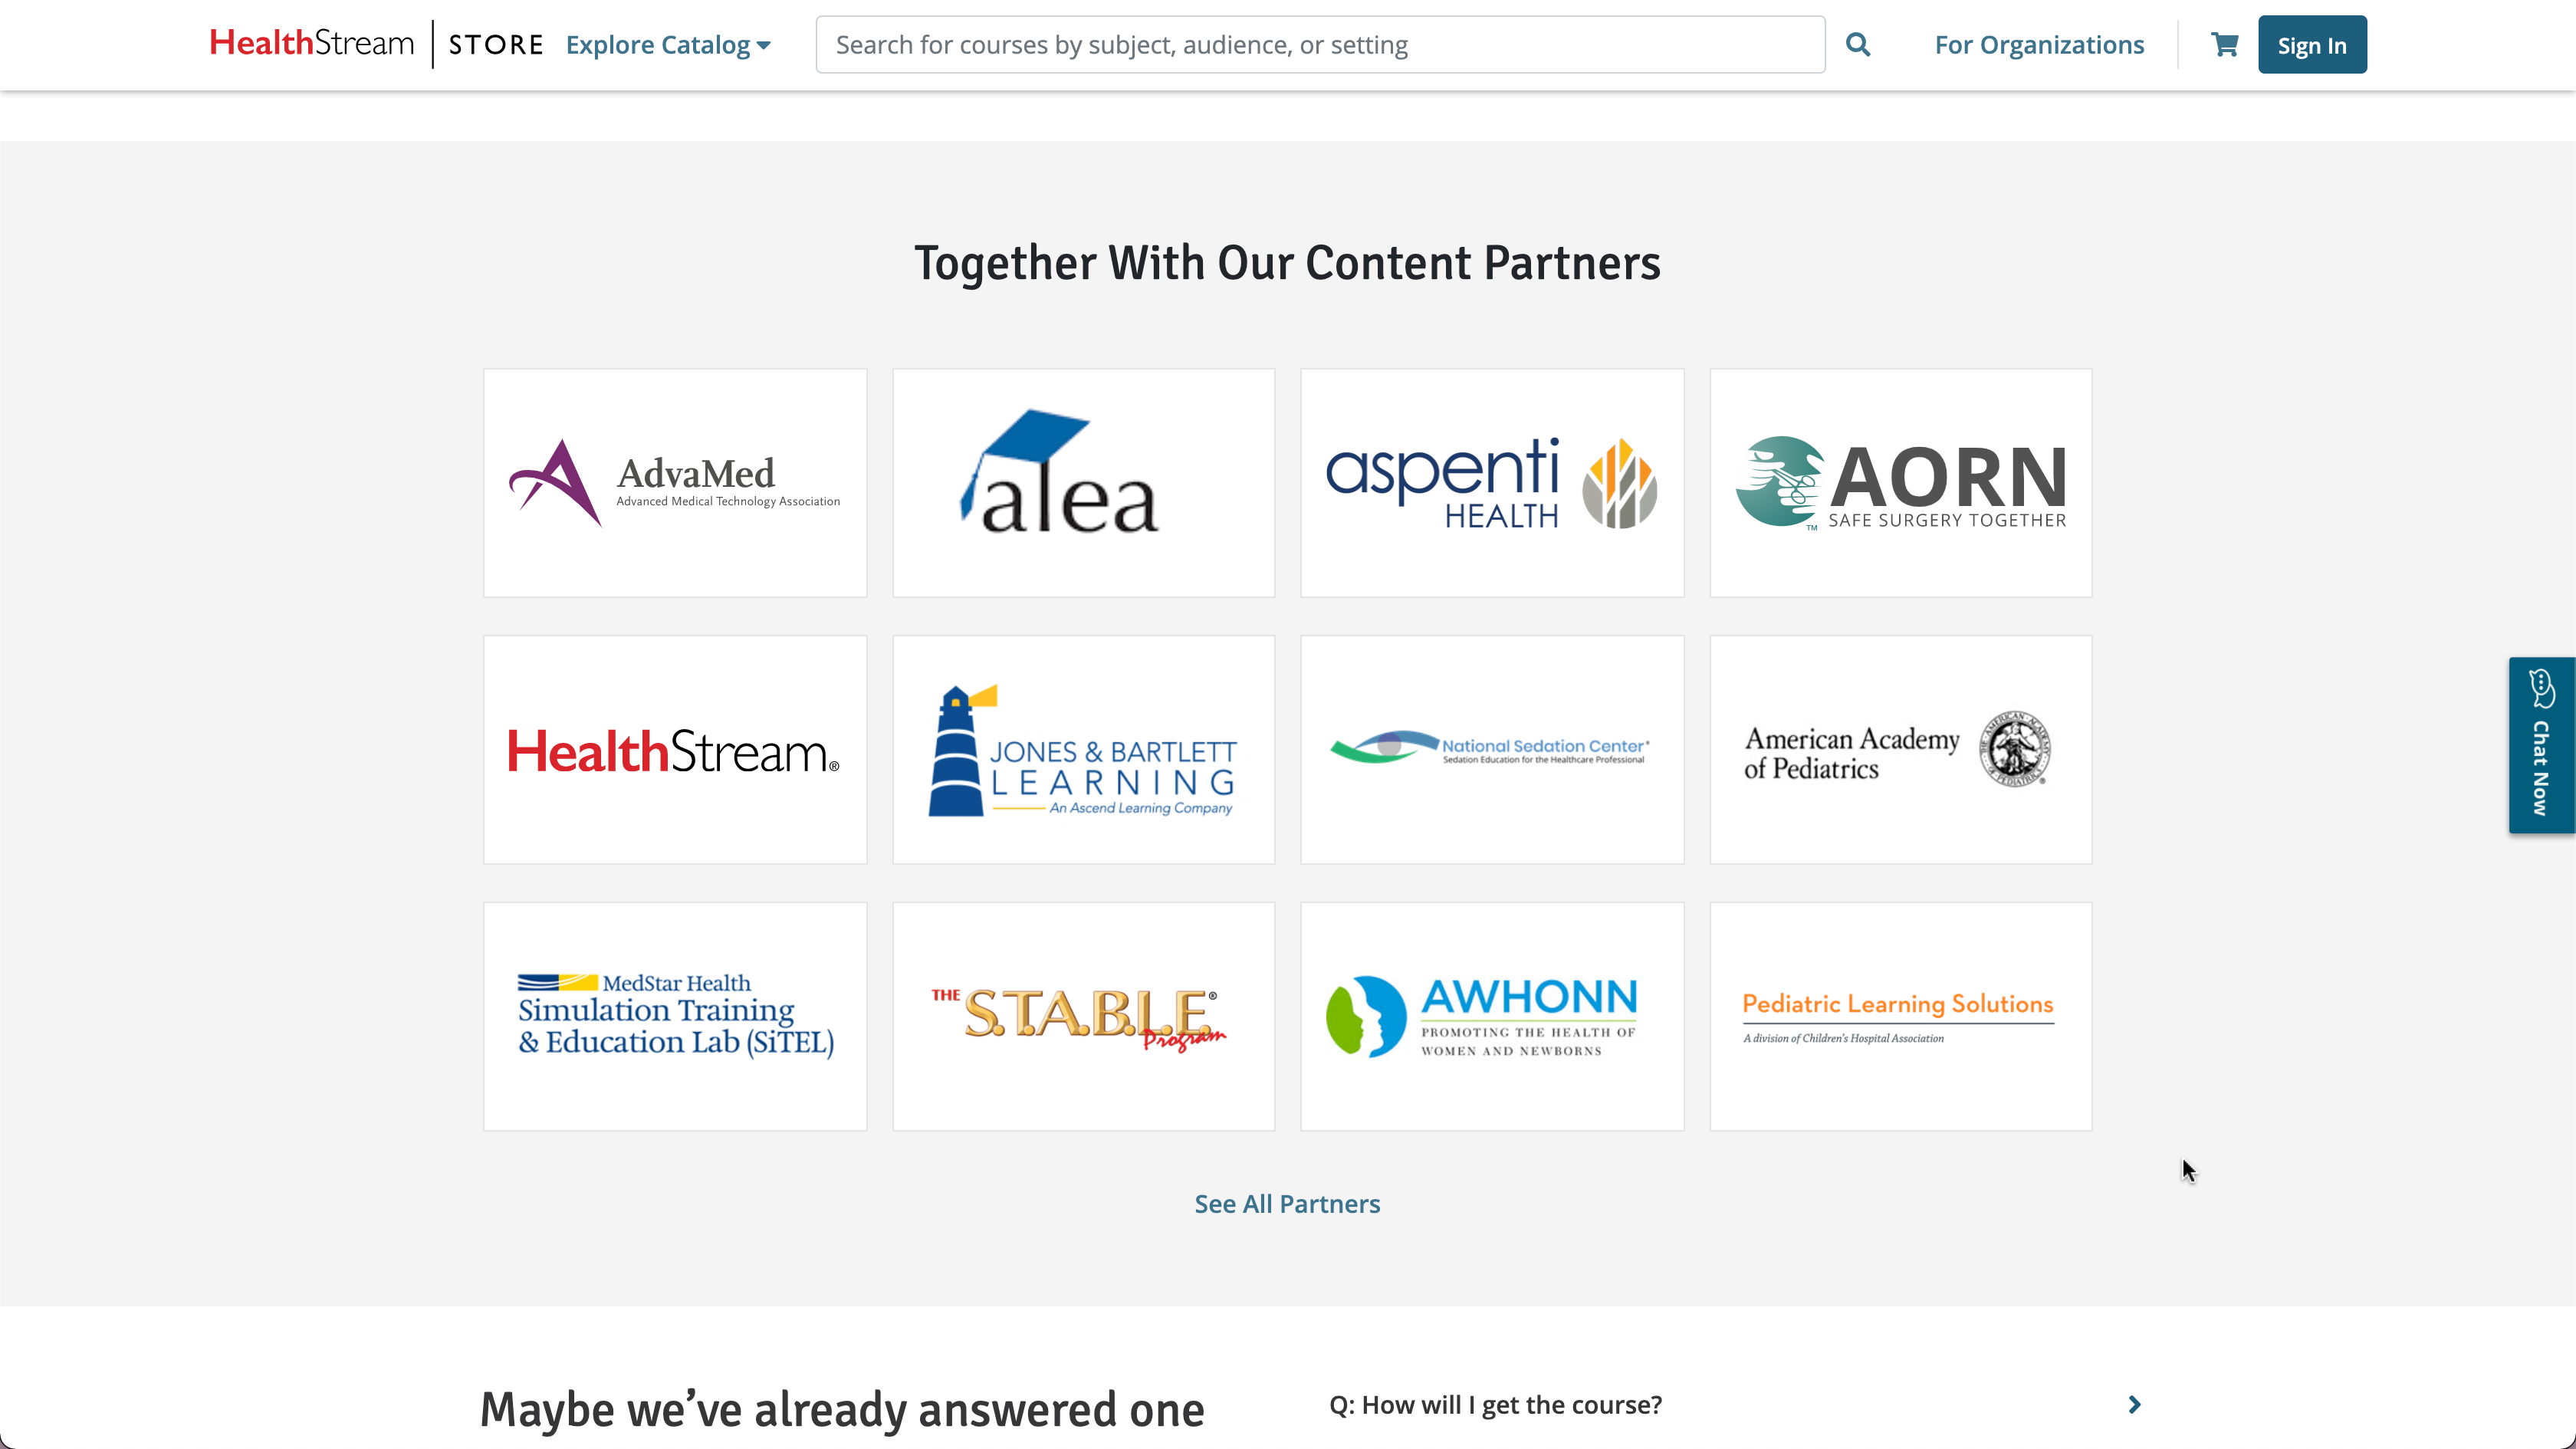 HealthStream STORE Explore Catalog Search for courses by subject, audience, or setting For Organizations Sign In
Together With Our Content Partners
AdvaMed
Advanced Medical Technology Association
alea
aspenti
HEALTH
AORN
SAFE SURGERY TOGETHER
TM
HealthStream®
JONES & BARTLETT
LEARNING
An Ascend Learning Company
National Sedation Center®
Sedation Education for the Healthcare Professional
American Academy
of Pediatrics
Chat Now
MedStar Health
Simulation Training
& Education Lab (SiTEL)
THE S.T.A.B.L.E.®
Program
AWHONN
PROMOTING THE HEALTH OF
WOMEN AND NEWBORNS
Pediatric Learning Solutions
A division of Children's Hospital Association
See All Partners
Maybe we’ve already answered one
Q: How will I get the course?